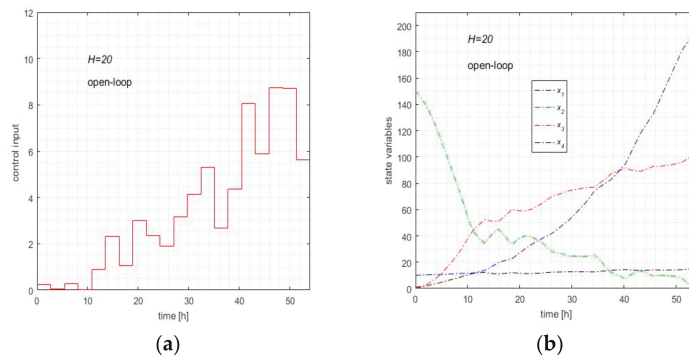 12
10
8
6
4
2
0
control input
H=20
open-loop
0
10
20
30
40
50
time [h]
(a)
200
180
160
140
120
100
80
60
40
20
0
state variables
H=20
open-loop
x1
x2
x3
x4
0
10
20
30
40
50
time [h]
(b)